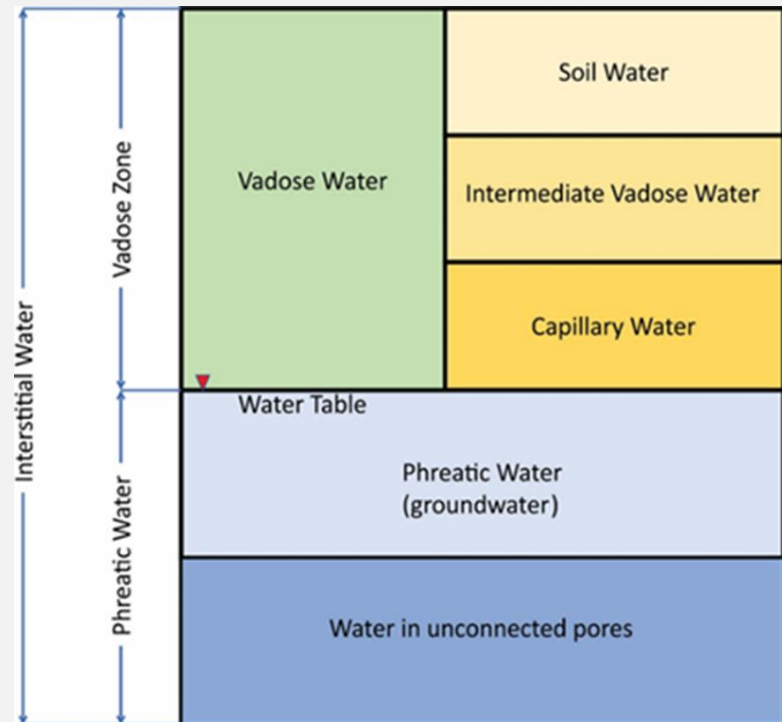 Interstitial Water
Vadose Zone
Phreatic Water
Vadose Water
Soil Water
Intermediate Vadose Water
Capillary Water
Water Table
Phreatic Water
(groundwater)
Water in unconnected pores